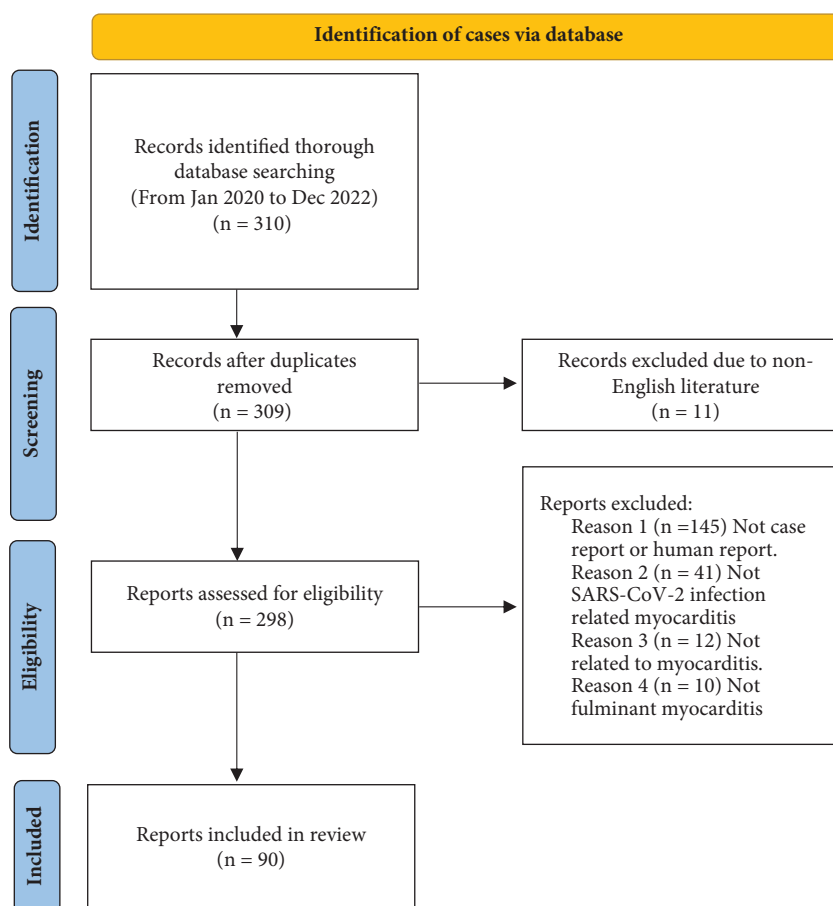 Identification of cases via database
Identification
Records identified thorough
database searching
(From Jan 2020 to Dec 2022)
(n = 310)
Screening
Records after duplicates
removed
(n = 309)
Records excluded due to non-
English literature
(n = 11)
Eligibility
Reports assessed for eligibility
(n = 298)
Reports excluded:
Reason 1 (n =145) Not case
report or human report.
Reason 2 (n = 41) Not
SARS-CoV-2 infection
related myocarditis
Reason 3 (n = 12) Not
related to myocarditis.
Reason 4 (n = 10) Not
fulminant myocarditis
Included
Reports included in review
(n = 90)